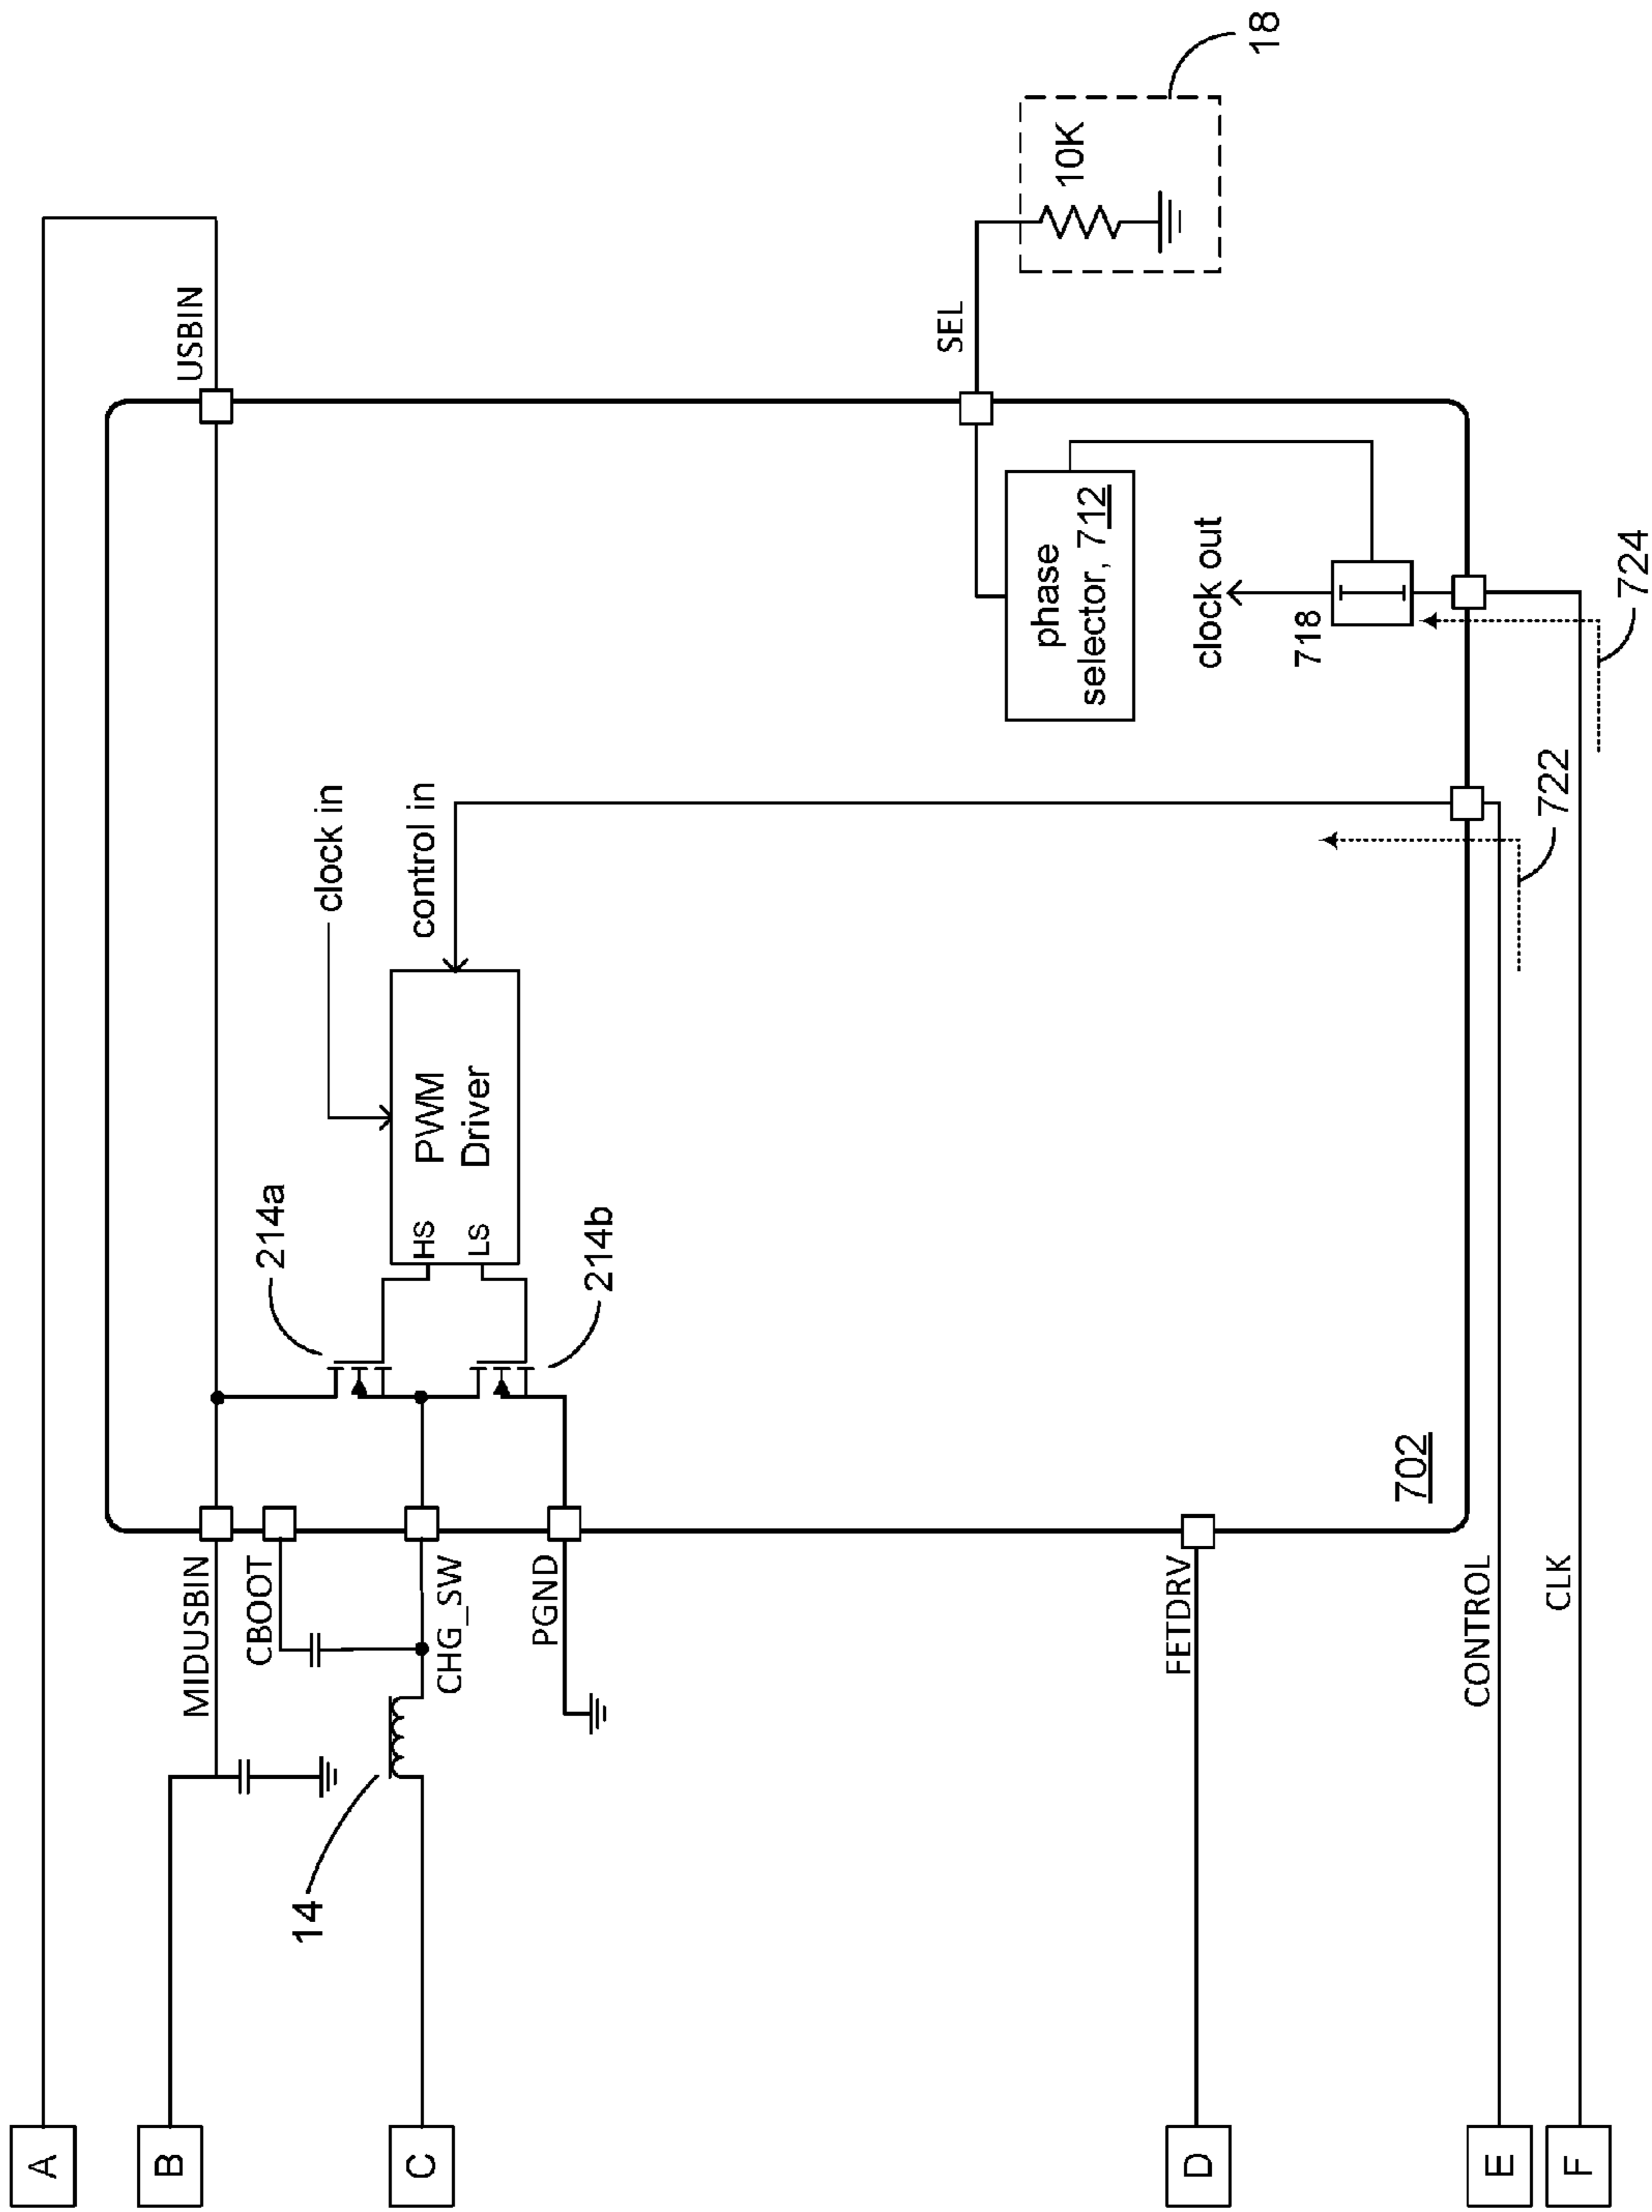 A
USBIN
MIDUSBIN
B
CBOOT
214a
clock in
14
CHG_SW
HS
LS
PWM
Driver
control in
C
PGND
214b
SEL
10K
18
phase
selector, 712
FETDRV
D
clock out
718
702
CONTROL
722
E
CLK
724
F